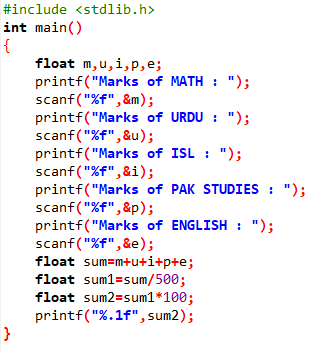 #include <stdlib.h>
int main()
{
float m,u,i,p,e;
printf("Marks of MATH : ");
scanf("%f",&m);
printf("Marks of URDU : ");
scanf("%f",&u);
printf("Marks of ISL : ");
scanf("%f",&i);
printf("Marks of PAK STUDIES : ");
scanf("%f",&p);
printf("Marks of ENGLISH : ");
scanf("%f",&e);
float sum=m+u+i+p+e;
float sum1=sum/500;
float sum2=sum1*100;
printf("%.1f",sum2);
}